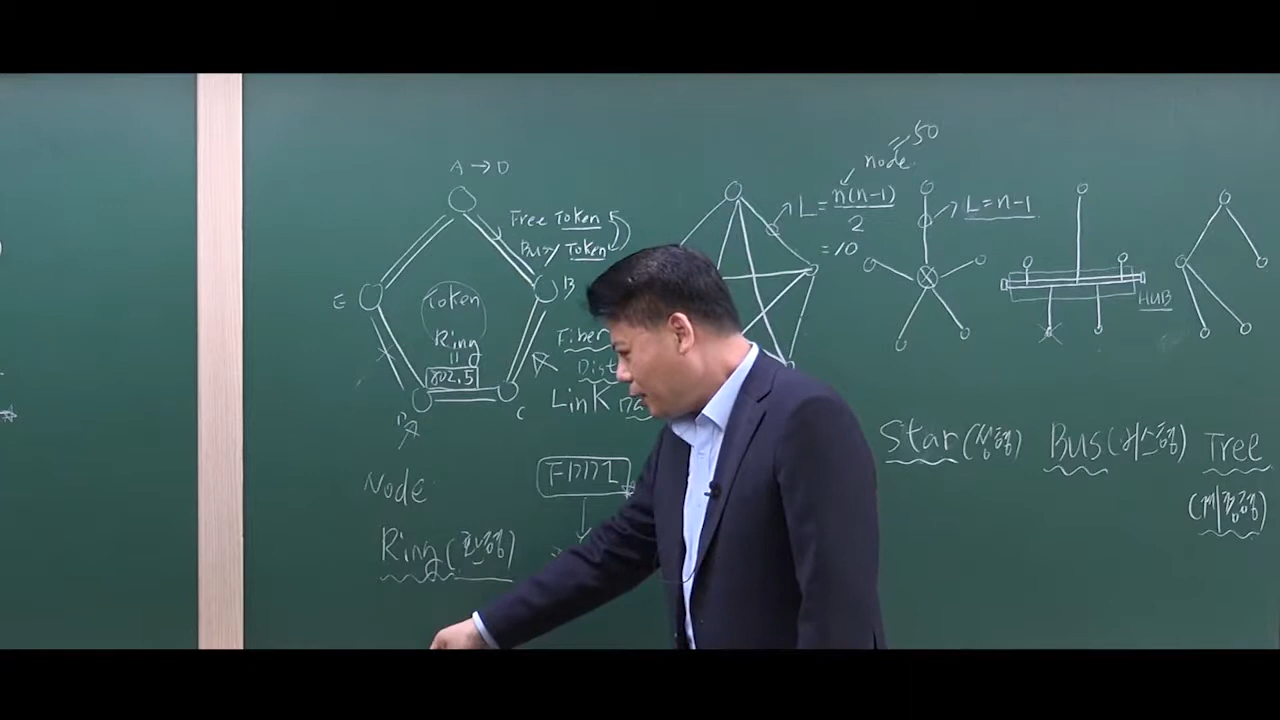 A → D
Free Token
Busy Token
E
B
Token
Ring
802.5
D
C
Fiber
Dist
Link
Node
FDDI
Ring(환형)
50
node
L = n(n-1)/2
= 10
L = n-1
HUB
Star(성형)
Bus(버스형)
Tree
(계층형)